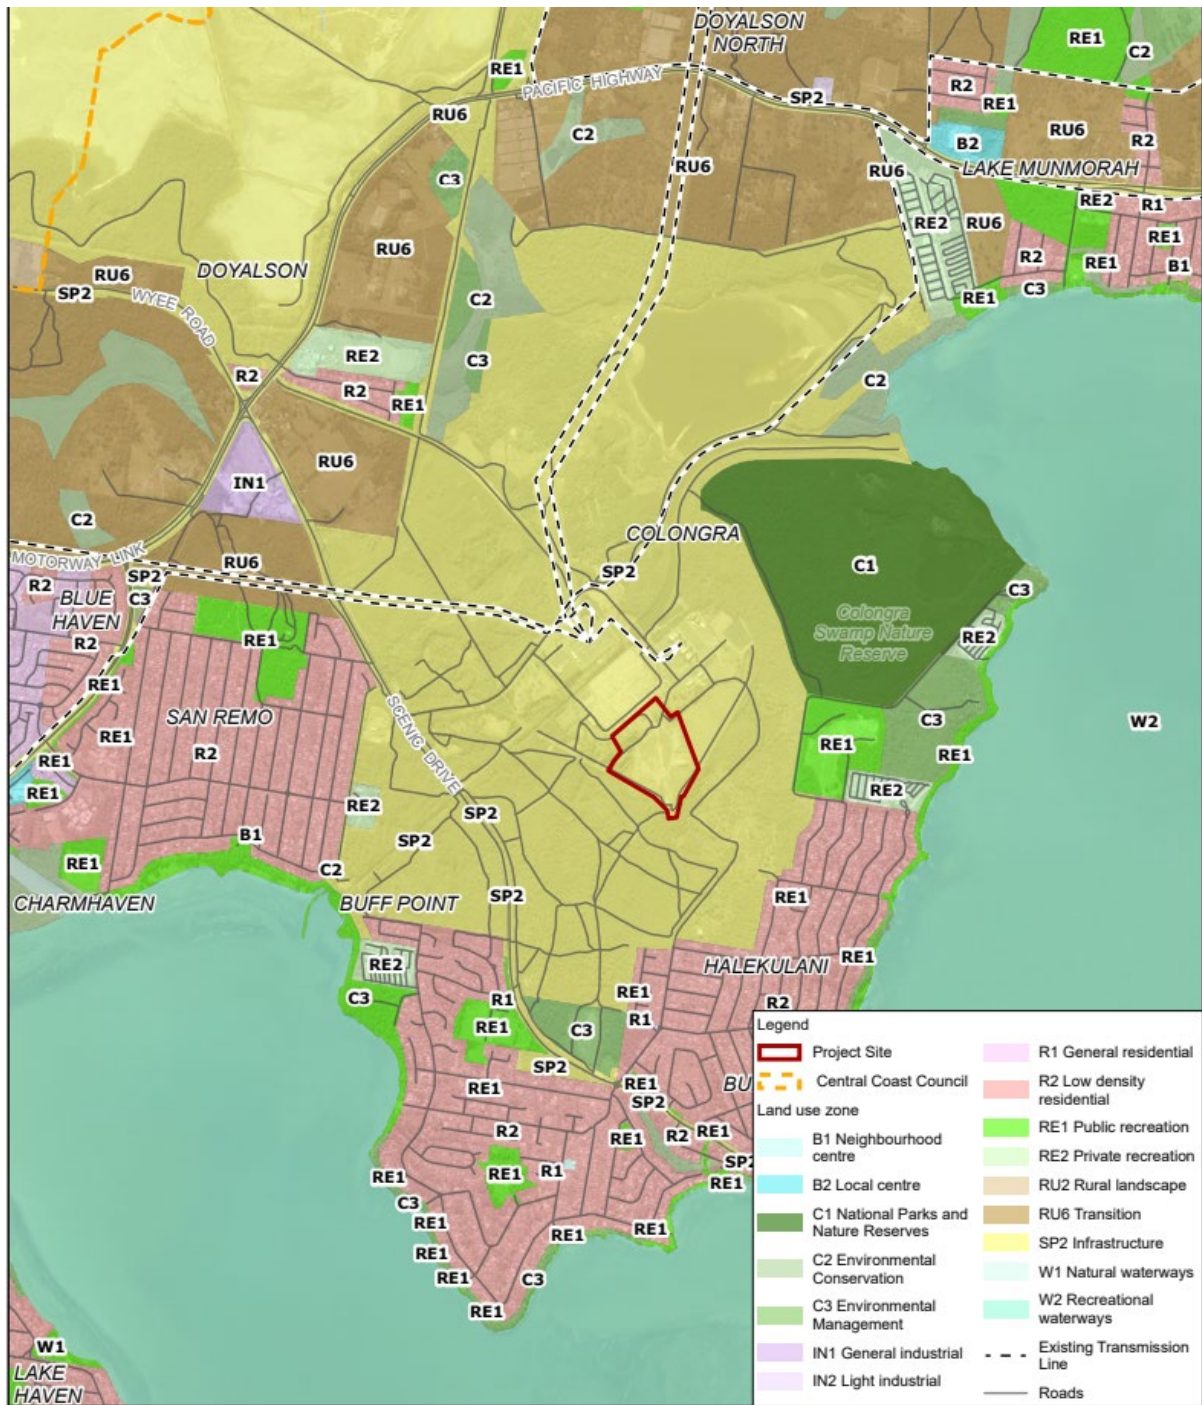 DOYALSON
NORTH
RE1
C2
RE1
PACIFIC HIGHWAY
R2
RE1
SP2
RU6
RU6
C2
B2
R2
RU6
LAKE MUNMORAH
RU6
C3
RE2
RU6
RE2
R1
R2
RE1
RE1
B1
RU6
DOYALSON
RU6
SP2
WYEE ROAD
C2
C3
RE1
RE2
C3
R2
R2
RE1
C2
RU6
IN1
C2
COLONGRA
MOTORWAY LINK
RU6
SP2
C1
R2
SP2
C3
BLUE
HAVEN
R2
RE1
C3
Colongra
Swamp Nature
Reserve
RE2
RE1
SAN REMO
SCENIC DRIVE
C3
W2
RE1
R2
RE1
RE1
RE1
RE1
RE2
RE2
SP2
B1
SP2
RE1
C2
SP2
RE1
CHARMHAVEN
BUFF POINT
RE2
HALEKULANI
RE1
C3
R1
RE1
R2
RE1
C3
R1
SP2
RE1
RE1
SP2
BU
R2
RE1
R2
RE1
SP2
RE1
R1
RE1
RE1
C3
RE1
RE1
RE1
RE1
RE1
C3
RE1
W1
LAKE
HAVEN
Legend
Project Site
Central Coast Council
Land use zone
B1 Neighbourhood
centre
B2 Local centre
C1 National Parks and
Nature Reserves
C2 Environmental
Conservation
C3 Environmental
Management
IN1 General industrial
IN2 Light industrial
R1 General residential
R2 Low density
residential
RE1 Public recreation
RE2 Private recreation
RU2 Rural landscape
RU6 Transition
SP2 Infrastructure
W1 Natural waterways
W2 Recreational
waterways
Existing Transmission
Line
Roads